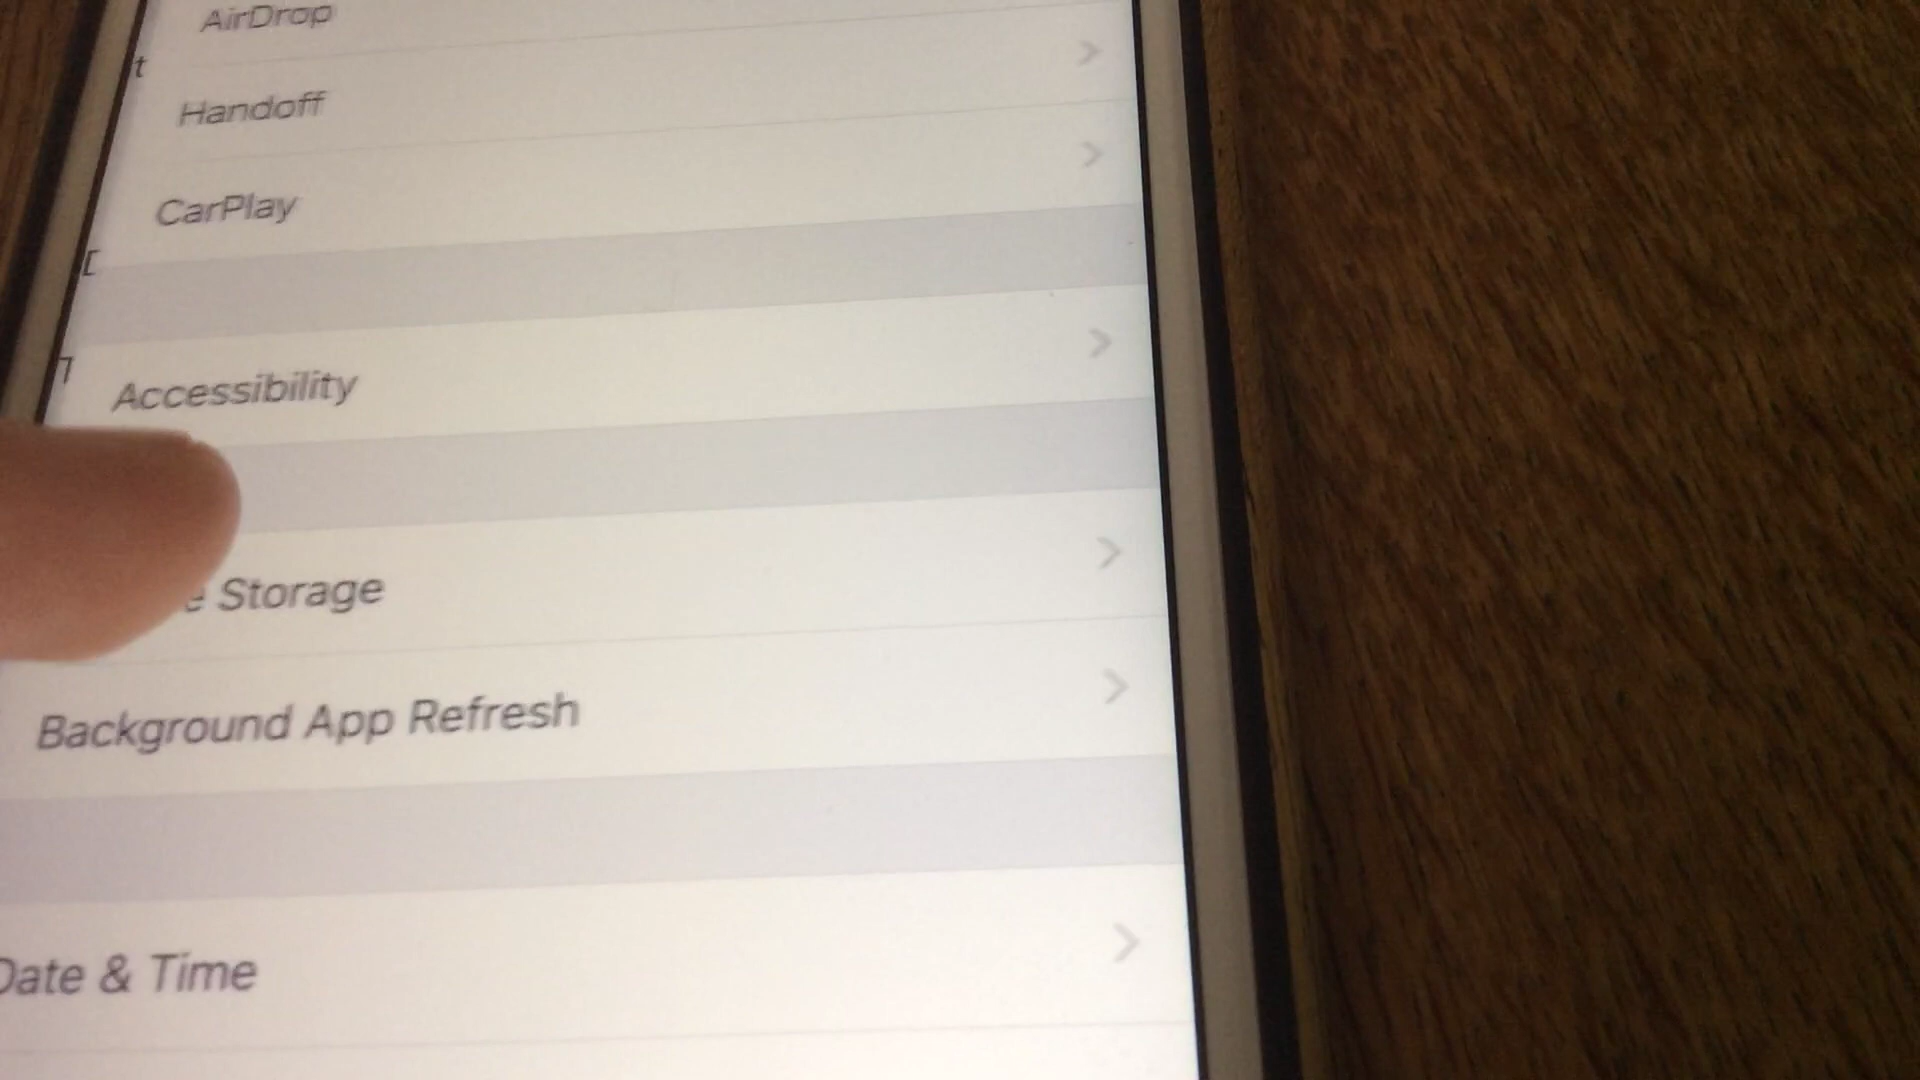 AirDrop
Handoff
CarPlay
Accessibility
Storage
Background App Refresh
Date & Time